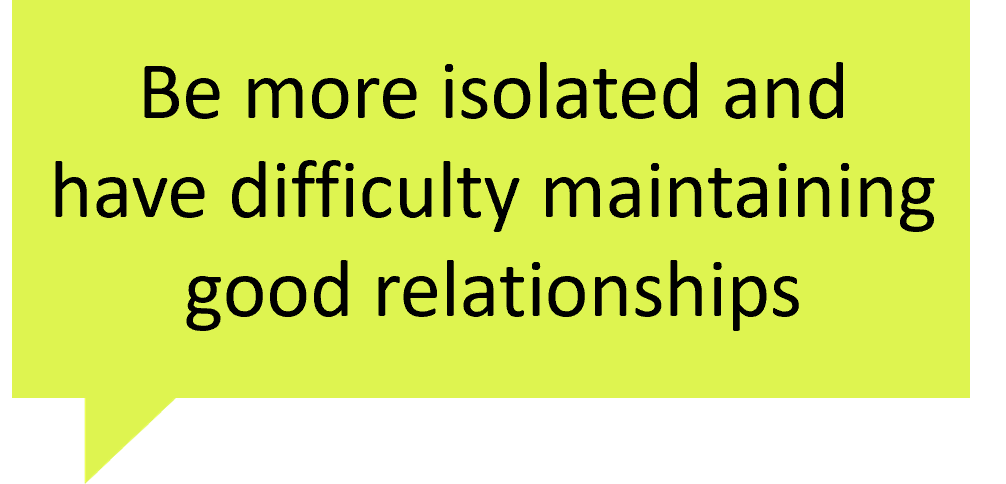 Be more isolated and
have difficulty maintaining
good relationships